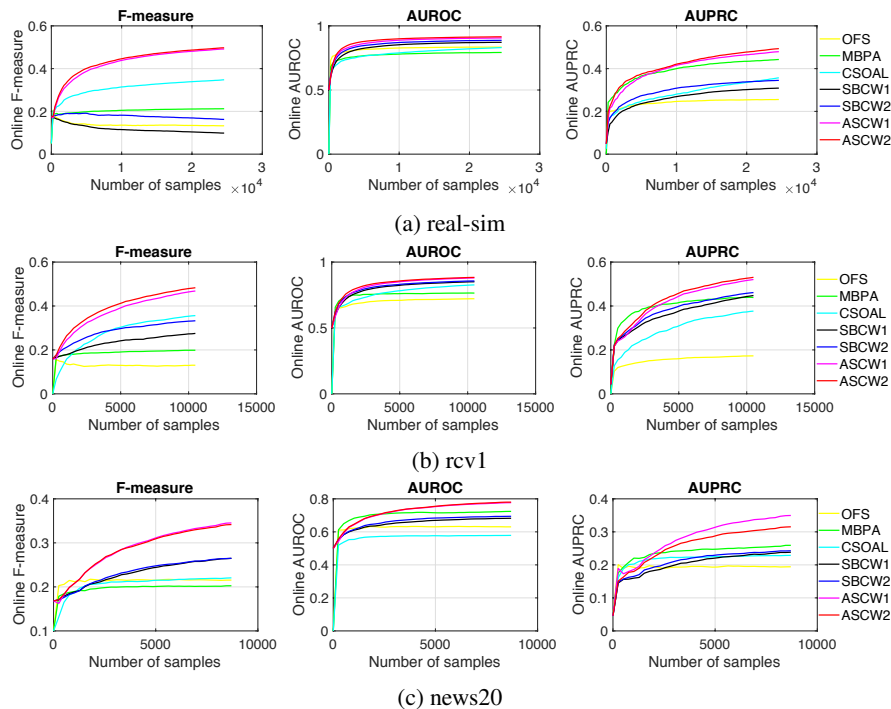 F-measure AUROC AUPRC
0.6 1 0.6
0.4 0.4
0.5
0.2 0.2
0 0 0
0 1 2 3 0 1 2 3 0 1 2 3
Number of samples ×10⁴ Number of samples ×10⁴ Number of samples ×10⁴
Online F-measure Online AUROC Online AUPRC
OFS
MBPA
CSOAL
SBCW1
SBCW2
ASCW1
ASCW2
(a) real-sim
F-measure AUROC AUPRC
0.6 1 0.6
0.4 0.4
0.5
0.2 0.2
0 0 0
0 5000 10000 15000 0 5000 10000 15000 0 5000 10000 15000
Number of samples Number of samples Number of samples
Online F-measure Online AUROC Online AUPRC
OFS
MBPA
CSOAL
SBCW1
SBCW2
ASCW1
ASCW2
(b) rcv1
F-measure AUROC AUPRC
0.4 0.8 0.4
0.6 0.3
0.3
0.4 0.2
0.2
0.2 0.1
0.1 0 0
0 5000 10000 0 5000 10000 0 5000 10000
Number of samples Number of samples Number of samples
Online F-measure Online AUROC Online AUPRC
OFS
MBPA
CSOAL
SBCW1
SBCW2
ASCW1
ASCW2
(c) news20